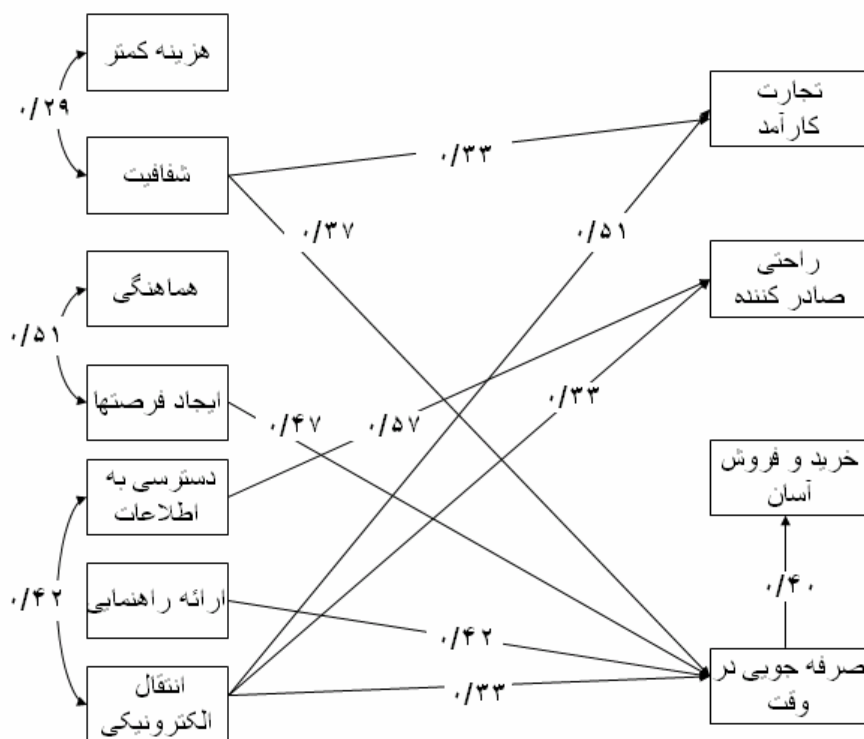 هزینه کمتر
۰/۲۹
شفافیت
هماهنگی
۰/۵۱
ایجاد فرصتها
دسترسی به
اطلاعات
۰/۴۲
ارائه راهنمایی
انتقال
الکترونیکی
۰/۳۳
۰/۳۷
۰/۵۱
۰/۳۳
۰/۴۷
۰/۵۷
۰/۴۲
۰/۳۳
تجارت
کارآمد
راحتی
صادر کننده
خرید و فروش
آسان
۰/۴۰
صرفه جویی در
وقت